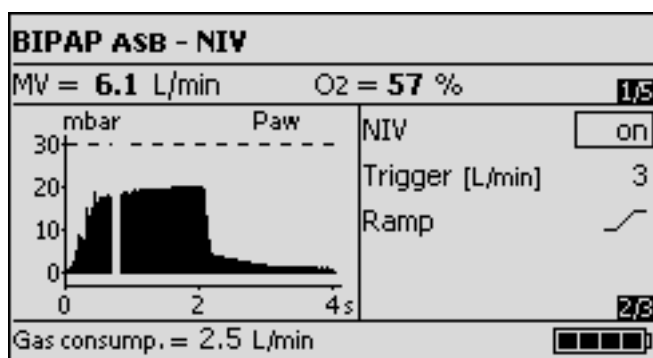 BIPAP ASB - NIV
MV = 6.1 L/min O2 = 57 %
1/5
mbar Paw
30
20
10
0
0 2 4 s
NIV on
Trigger [L/min] 3
Ramp
2/3
Gas consump. = 2.5 L/min